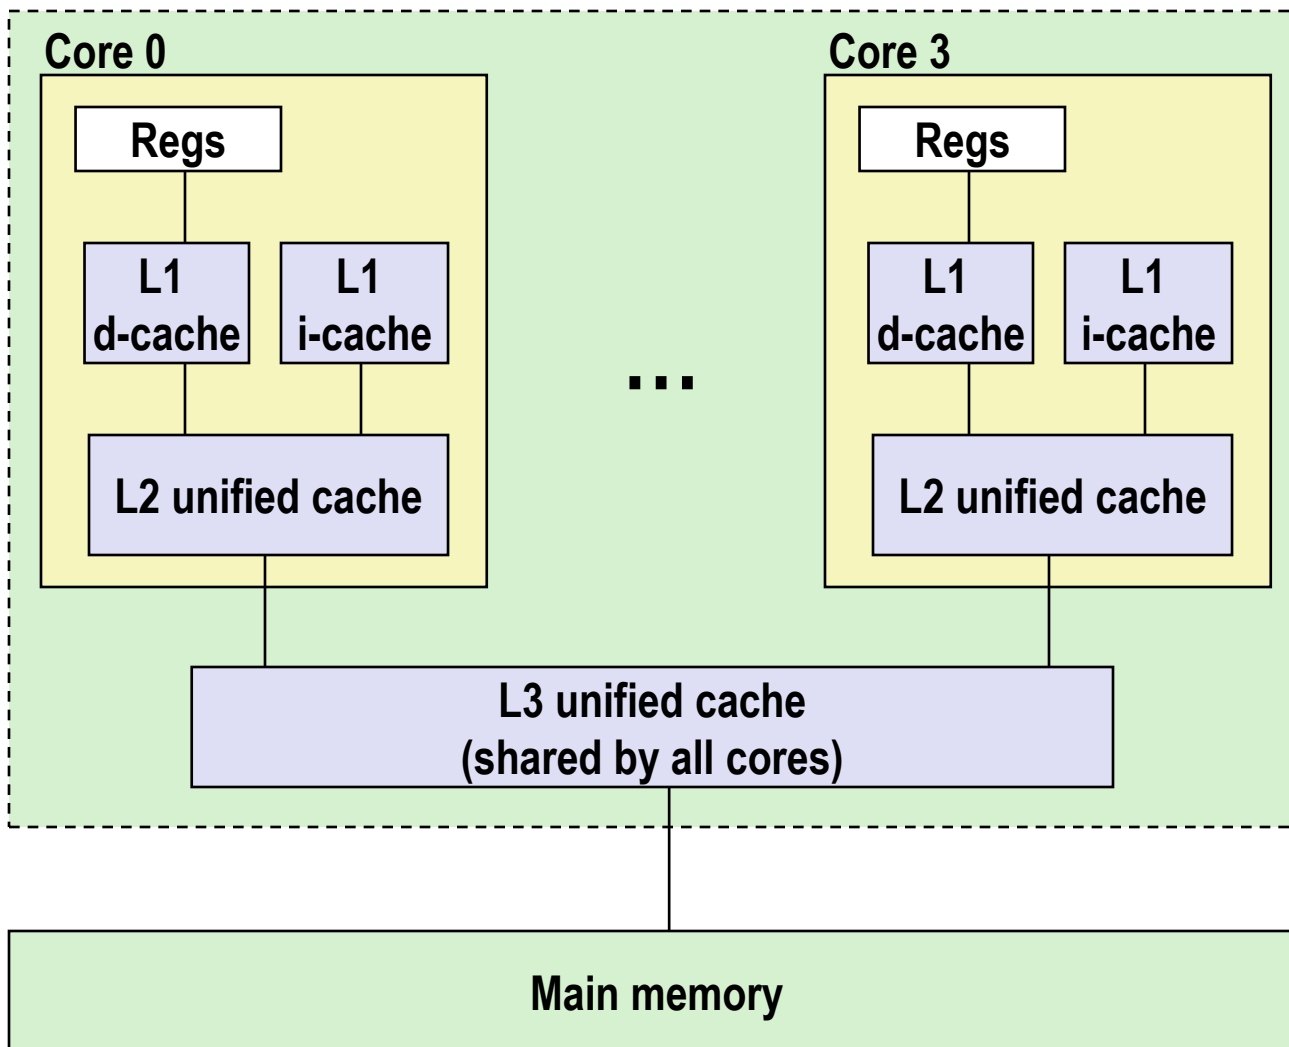 Core 0
Core 3
Regs
Regs
L1
d-cache
L1
i-cache
...
L1
d-cache
L1
i-cache
L2 unified cache
L2 unified cache
L3 unified cache
(shared by all cores)
Main memory